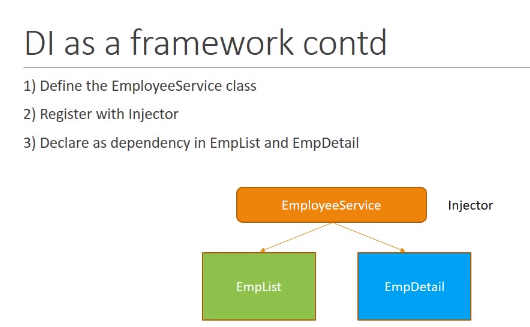 DI as a framework contd
1) Define the EmployeeService class
2) Register with Injector
3) Declare as dependency in EmpList and EmpDetail
EmployeeService
Injector
EmpList
EmpDetail